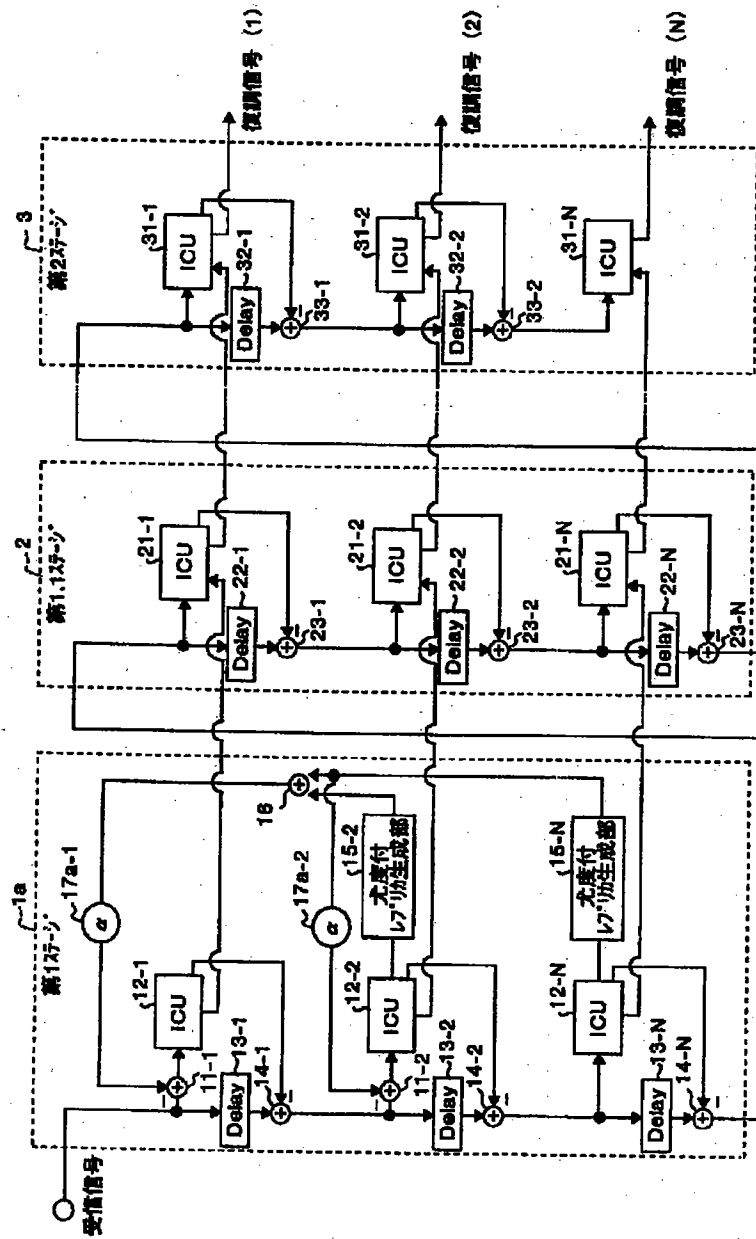 受信信号
第1ステージ
1a
17a-1
α
16
11-1
12-1
ICU
13-1
Delay
14-1
17a-2
α
15-2
尤度付
レプリカ生成部
11-2
12-2
ICU
13-2
Delay
14-2
15-N
尤度付
レプリカ生成部
12-N
ICU
13-N
Delay
14-N
第1.1ステージ
2
21-1
ICU
22-1
Delay
23-1
21-2
ICU
22-2
Delay
23-2
21-N
ICU
22-N
Delay
23-N
第2ステージ
3
31-1
ICU
32-1
Delay
33-1
31-2
ICU
32-2
Delay
33-2
31-N
ICU
復調信号 (1)
復調信号 (2)
復調信号 (N)